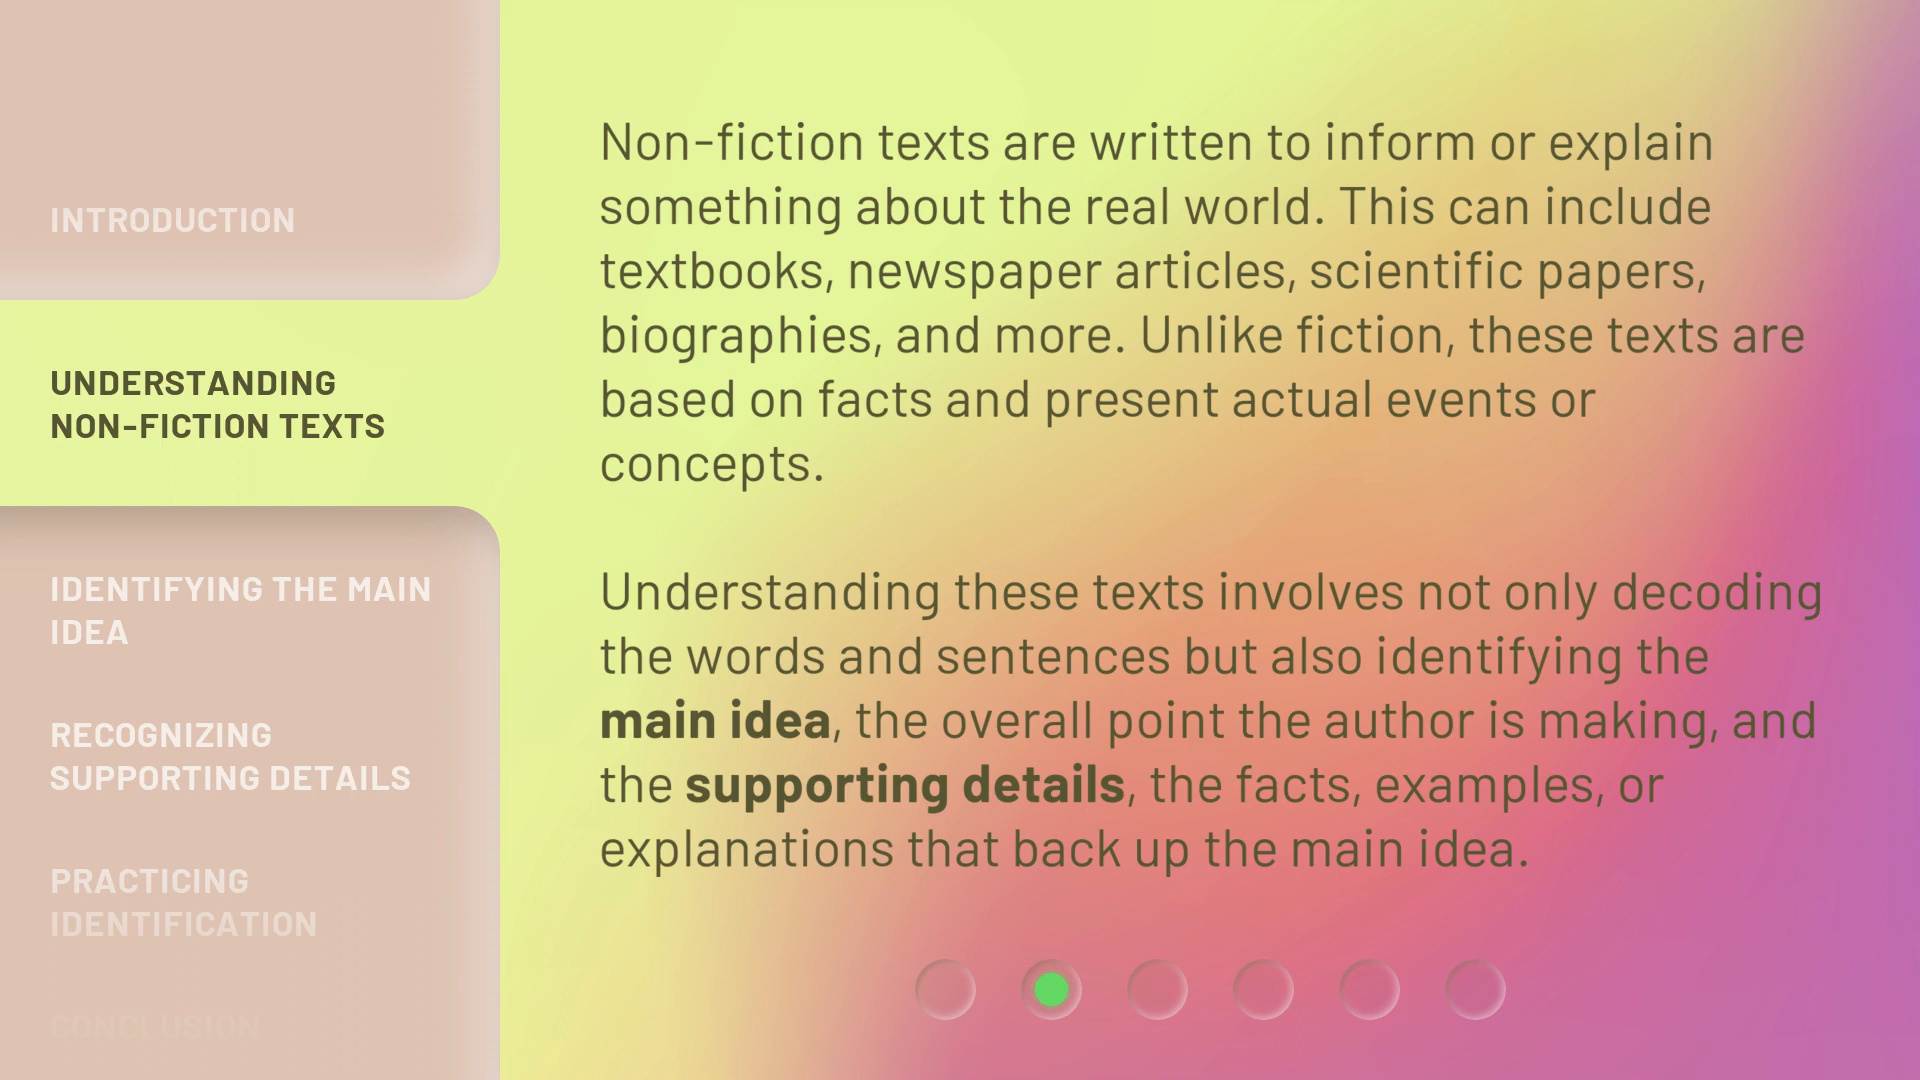 INTRODUCTION
UNDERSTANDING
NON-FICTION TEXTS
IDENTIFYING THE MAIN
IDEA
RECOGNIZING
SUPPORTING DETAILS
PRACTICING
IDENTIFICATION
CONCLUSION
Non-fiction texts are written to inform or explain
something about the real world. This can include
textbooks, newspaper articles, scientific papers,
biographies, and more. Unlike fiction, these texts are
based on facts and present actual events or
concepts.
Understanding these texts involves not only decoding
the words and sentences but also identifying the
main idea, the overall point the author is making, and
the supporting details, the facts, examples, or
explanations that back up the main idea.